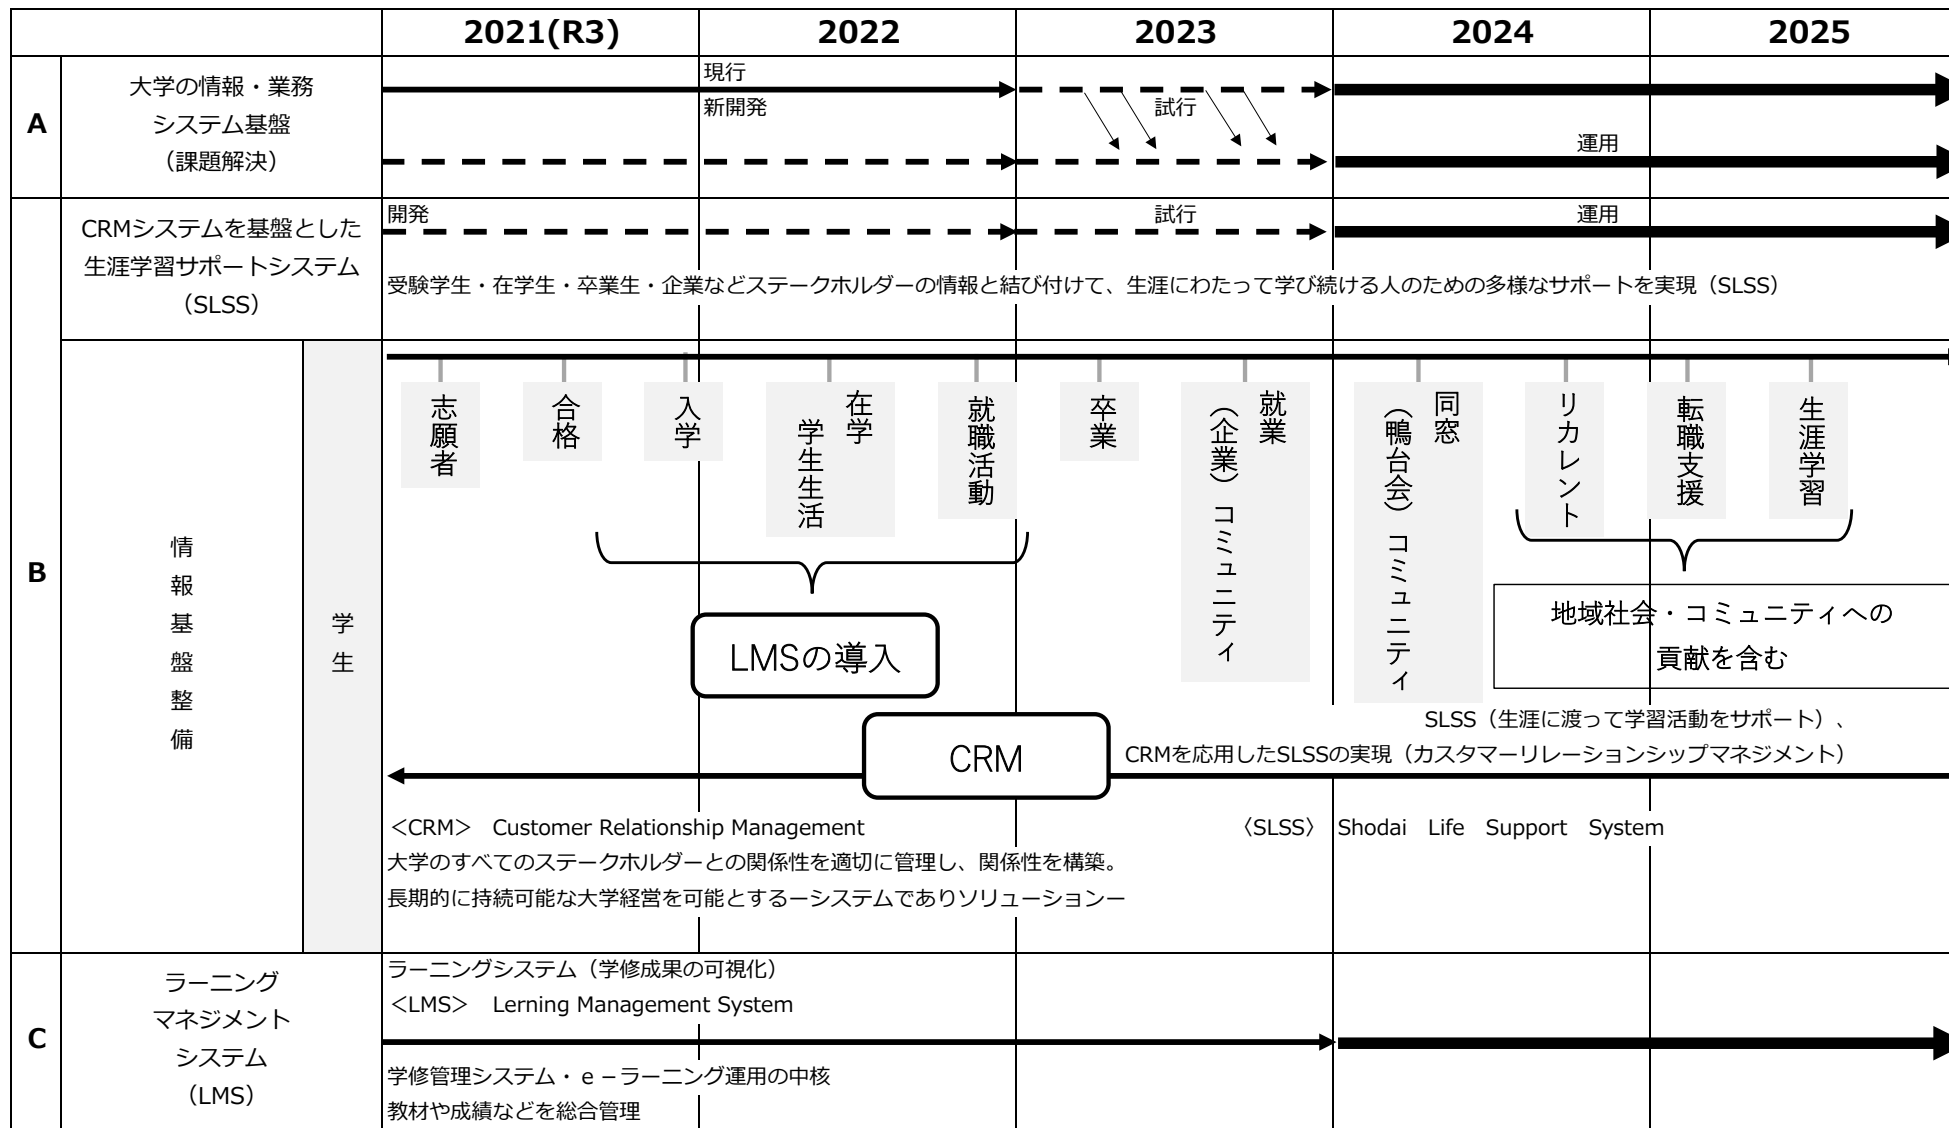 2021(R3)
2022
2023
2024
2025
A
大学の情報・業務
システム基盤
（課題解決）
現行
新開発
試行
運用
B
CRMシステムを基盤とした
生涯学習サポートシステム
（SLSS）
開発
試行
運用
受験学生・在学生・卒業生・企業などステークホルダーの情報と結び付けて、生涯にわたって学び続ける人のための多様なサポートを実現（SLSS）
情報基盤整備
学生
志願者
合格
入学
在学
学生生活
就職活動
卒業
就業
（企業）コミュニティ
同窓
（鴨台会）コミュニティ
リカレント
転職支援
生涯学習
LMSの導入
地域社会・コミュニティへの
貢献を含む
SLSS（生涯に渡って学習活動をサポート）、
CRM
CRMを応用したSLSSの実現（カスタマーリレーションシップマネジメント）
＜CRM＞　Customer Relationship Management
〈SLSS〉　Shodai　Life　Support　System
大学のすべてのステークホルダーとの関係性を適切に管理し、関係性を構築。
長期的に持続可能な大学経営を可能とするーシステムでありソリューションー
C
ラーニング
マネジメント
システム
（LMS）
ラーニングシステム（学修成果の可視化）
＜LMS＞　Lerning Management System
学修管理システム・ｅ－ラーニング運用の中核
教材や成績などを総合管理